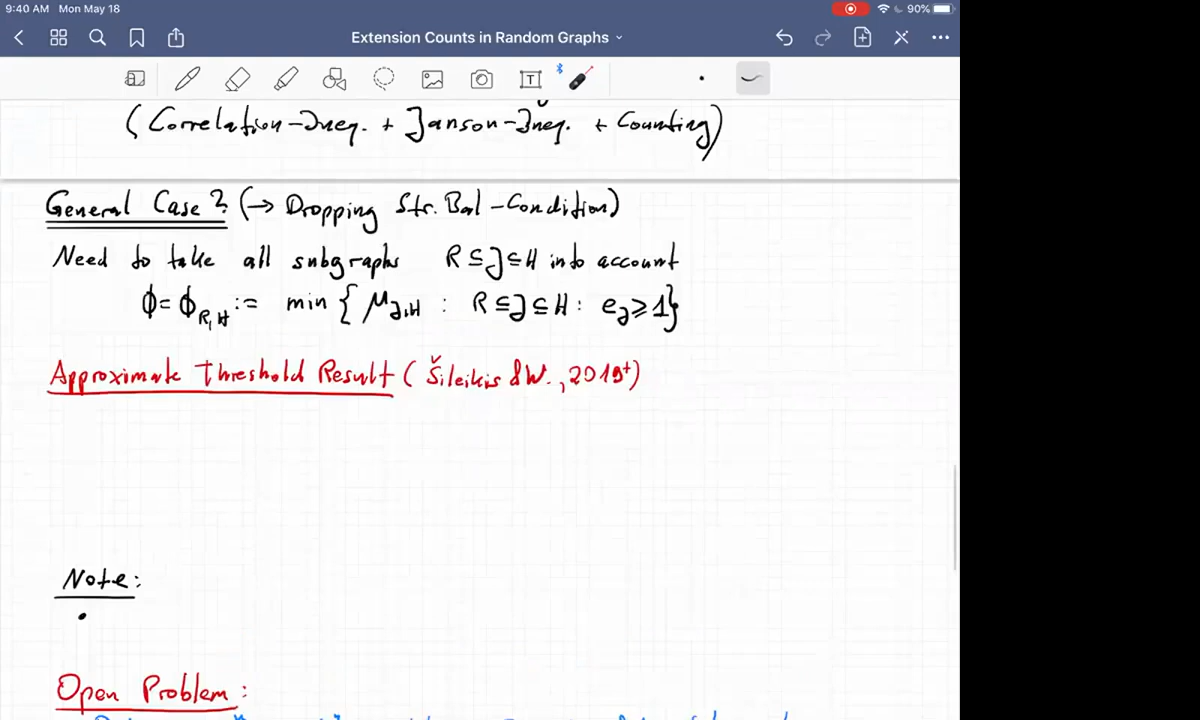 9:40 AM Mon May 18
90%
Extension Counts in Random Graphs
(Correlation-Ineq. + Janson-Ineq. + Counting)
General Case? (→ Dropping Str. Bal-Condition)
Need to take all subgraphs R⊆J⊆H into account
Φ = Φ_{R,H} := min { μ_{J,H} : R⊆J⊆H : e_J ≥ 1 }
Approximate Threshold Result (Šileikis & W., 2019+)
Note:
•
Open Problem: